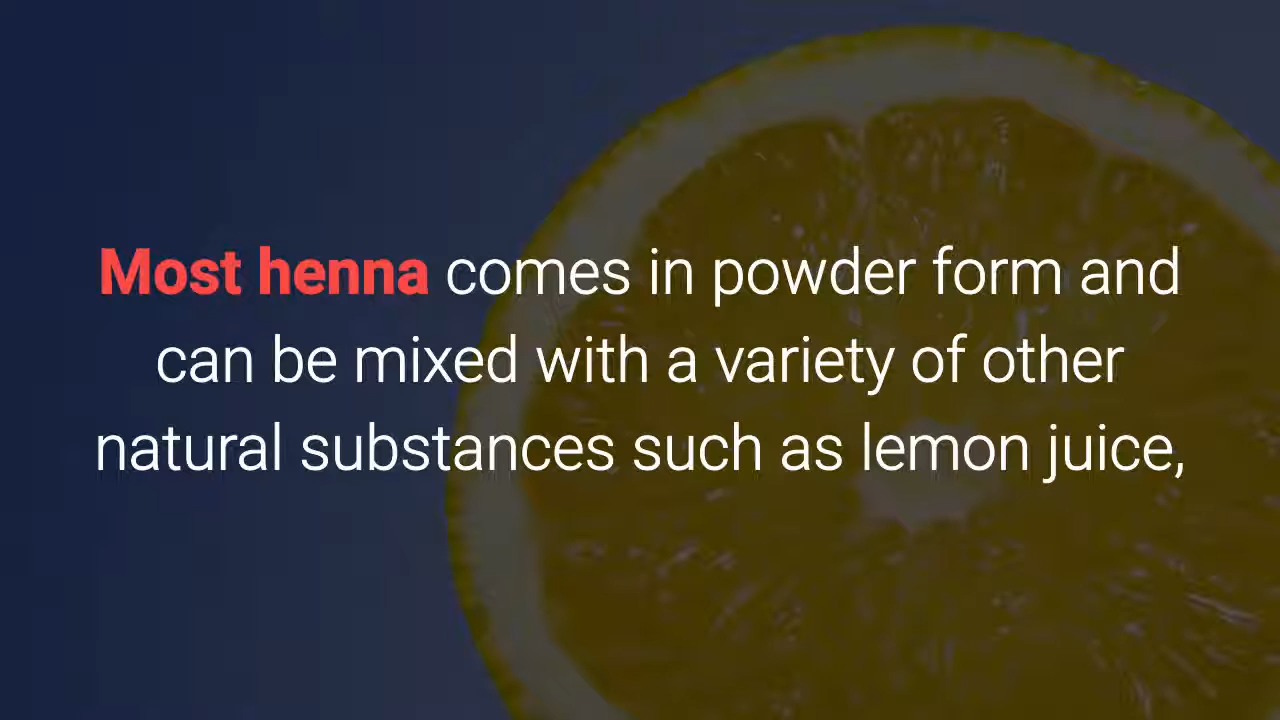 Most henna comes in powder form and
can be mixed with a variety of other
natural substances such as lemon juice,